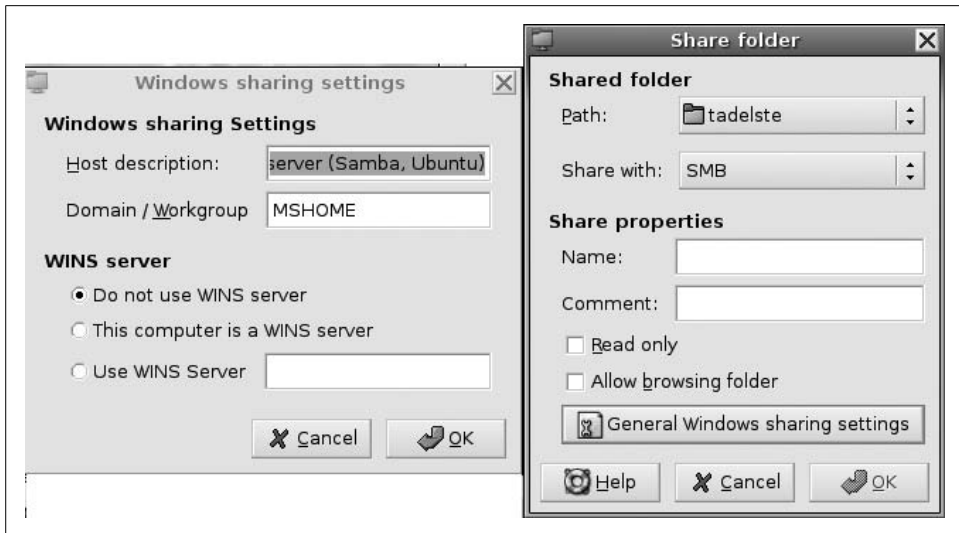 Windows sharing settings
Windows sharing Settings
Host description: server (Samba, Ubuntu)
Domain / Workgroup MSHOME
WINS server
Do not use WINS server
This computer is a WINS server
Use WINS Server
Cancel OK
Share folder
Shared folder
Path: tadelste
Share with: SMB
Share properties
Name:
Comment:
Read only
Allow browsing folder
General Windows sharing settings
Help Cancel OK